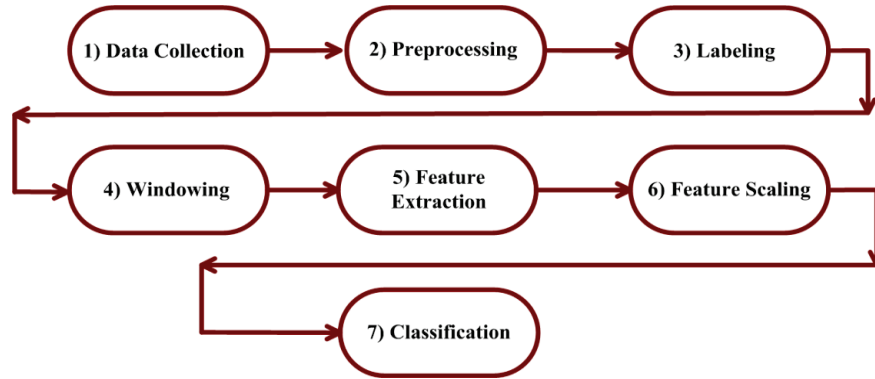 1) Data Collection
2) Preprocessing
3) Labeling
4) Windowing
5) Feature
Extraction
6) Feature Scaling
7) Classification